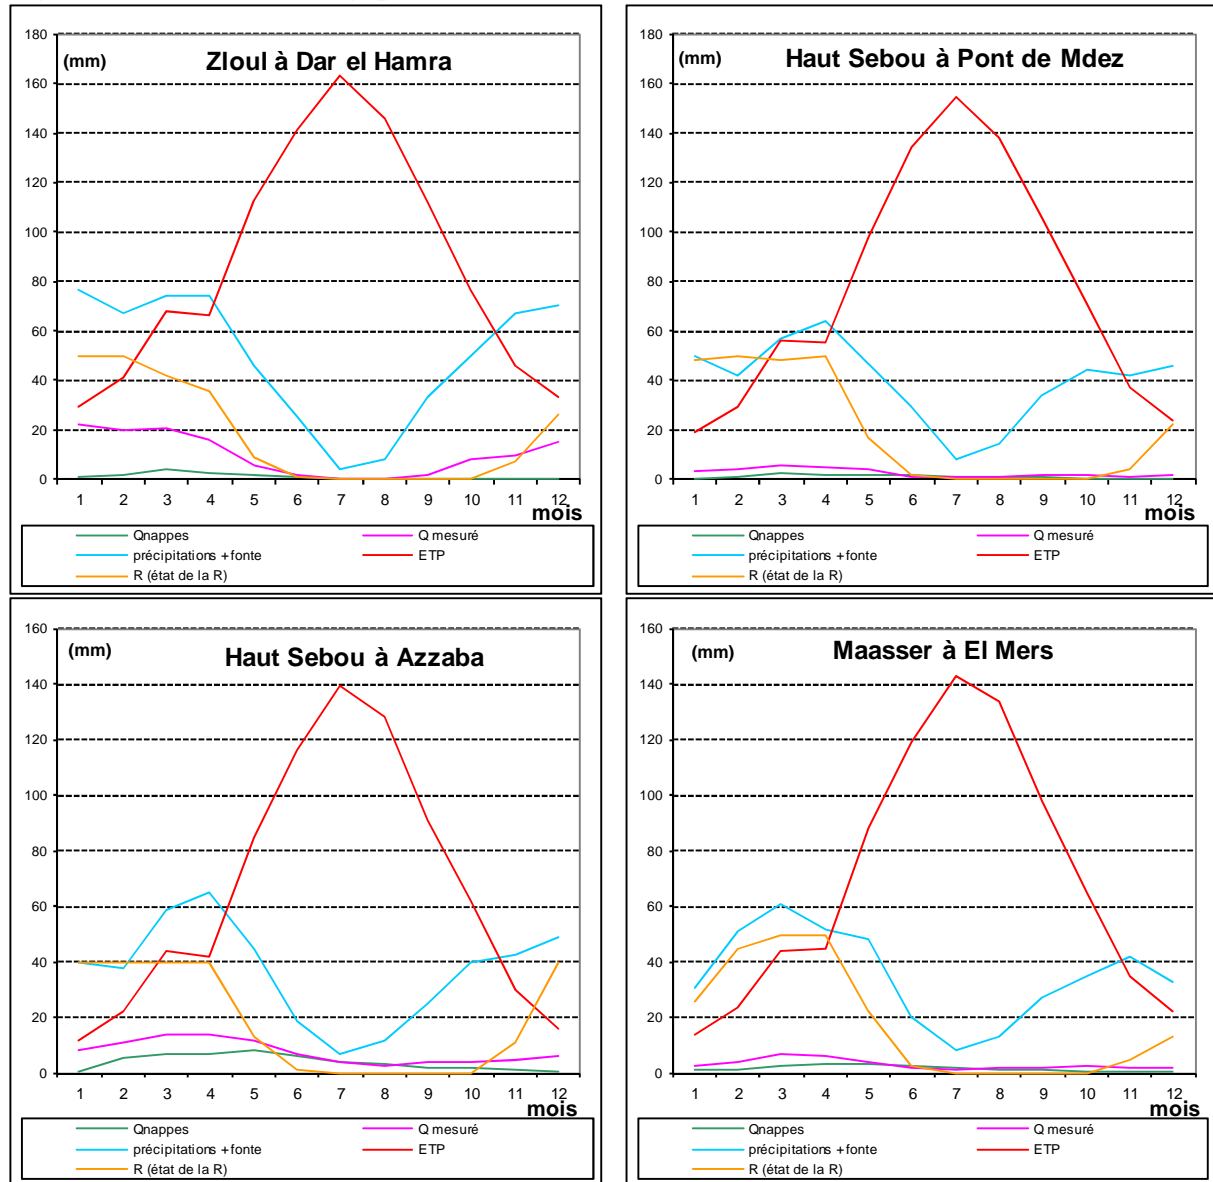 Zloul à Dar el Hamra
(mm)
180
160
140
120
100
80
60
40
20
0
1 2 3 4 5 6 7 8 9 10 11 12
mois
Qnappes Q mesuré
précipitations + fonte ETP
R (état de la R)
Haut Sebou à Pont de Mdez
(mm)
180
160
140
120
100
80
60
40
20
0
1 2 3 4 5 6 7 8 9 10 11 12
mois
Qnappes Q mesuré
précipitations + fonte ETP
R (état de la R)
Haut Sebou à Azzaba
(mm)
160
140
120
100
80
60
40
20
0
1 2 3 4 5 6 7 8 9 10 11 12
mois
Qnappes Q mesuré
précipitations + fonte ETP
R (état de la R)
Maasser à El Mers
(mm)
160
140
120
100
80
60
40
20
0
1 2 3 4 5 6 7 8 9 10 11 12
mois
Qnappes Q mesuré
précipitations + fonte ETP
R (état de la R)